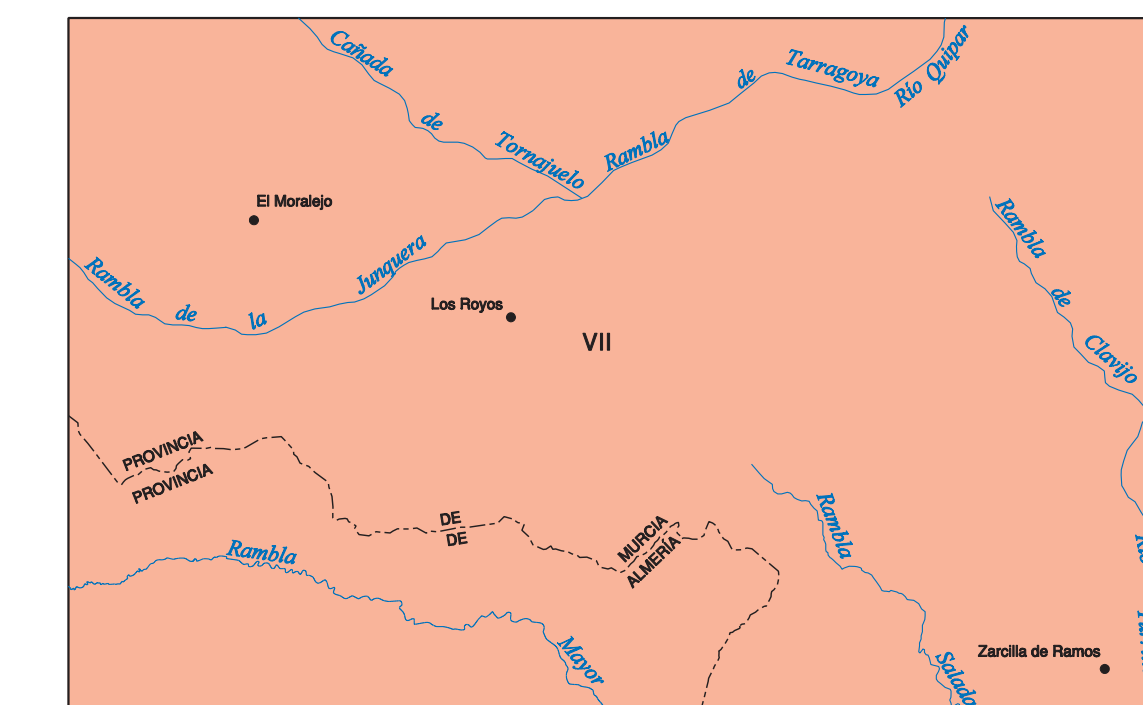 Cañada de Tornajuelo
Rambla de Tarragoya
Río Quipar
El Moralejo
Rambla de la Junquera
Los Royos
VII
Rambla de Clavijo
PROVINCIA DE MURCIA
PROVINCIA DE ALMERÍA
Rambla Mayor
Rambla Salada
Zarcilla de Ramos